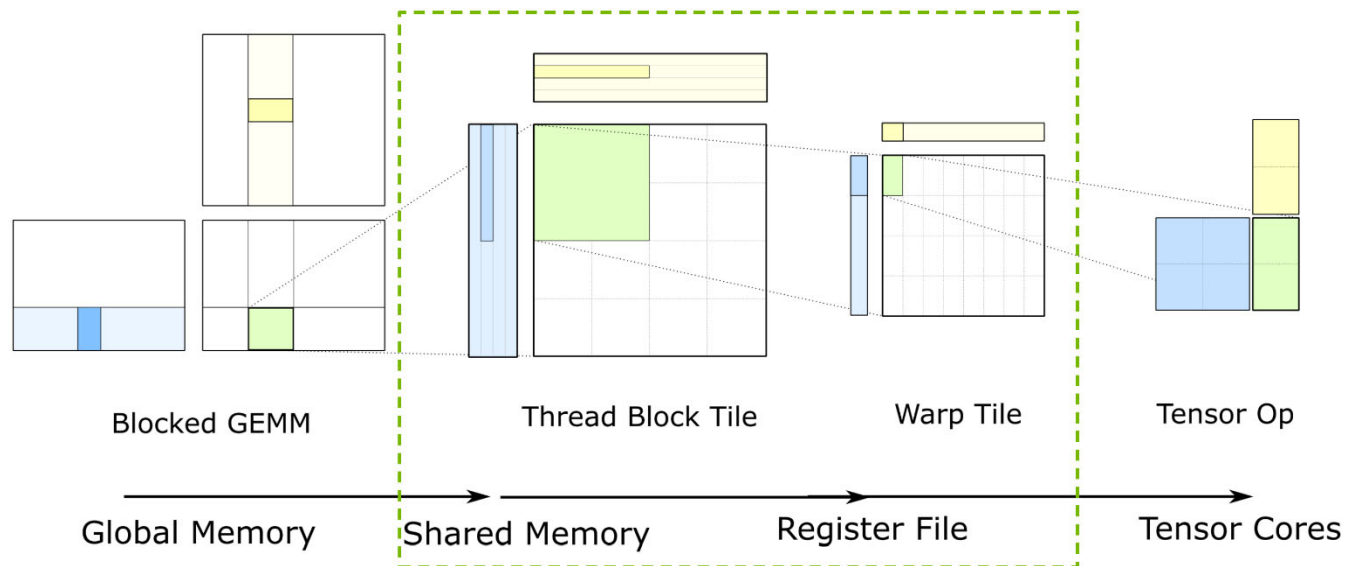 Blocked GEMM
Thread Block Tile
Warp Tile
Tensor Op
Global Memory
Shared Memory
Register File
Tensor Cores